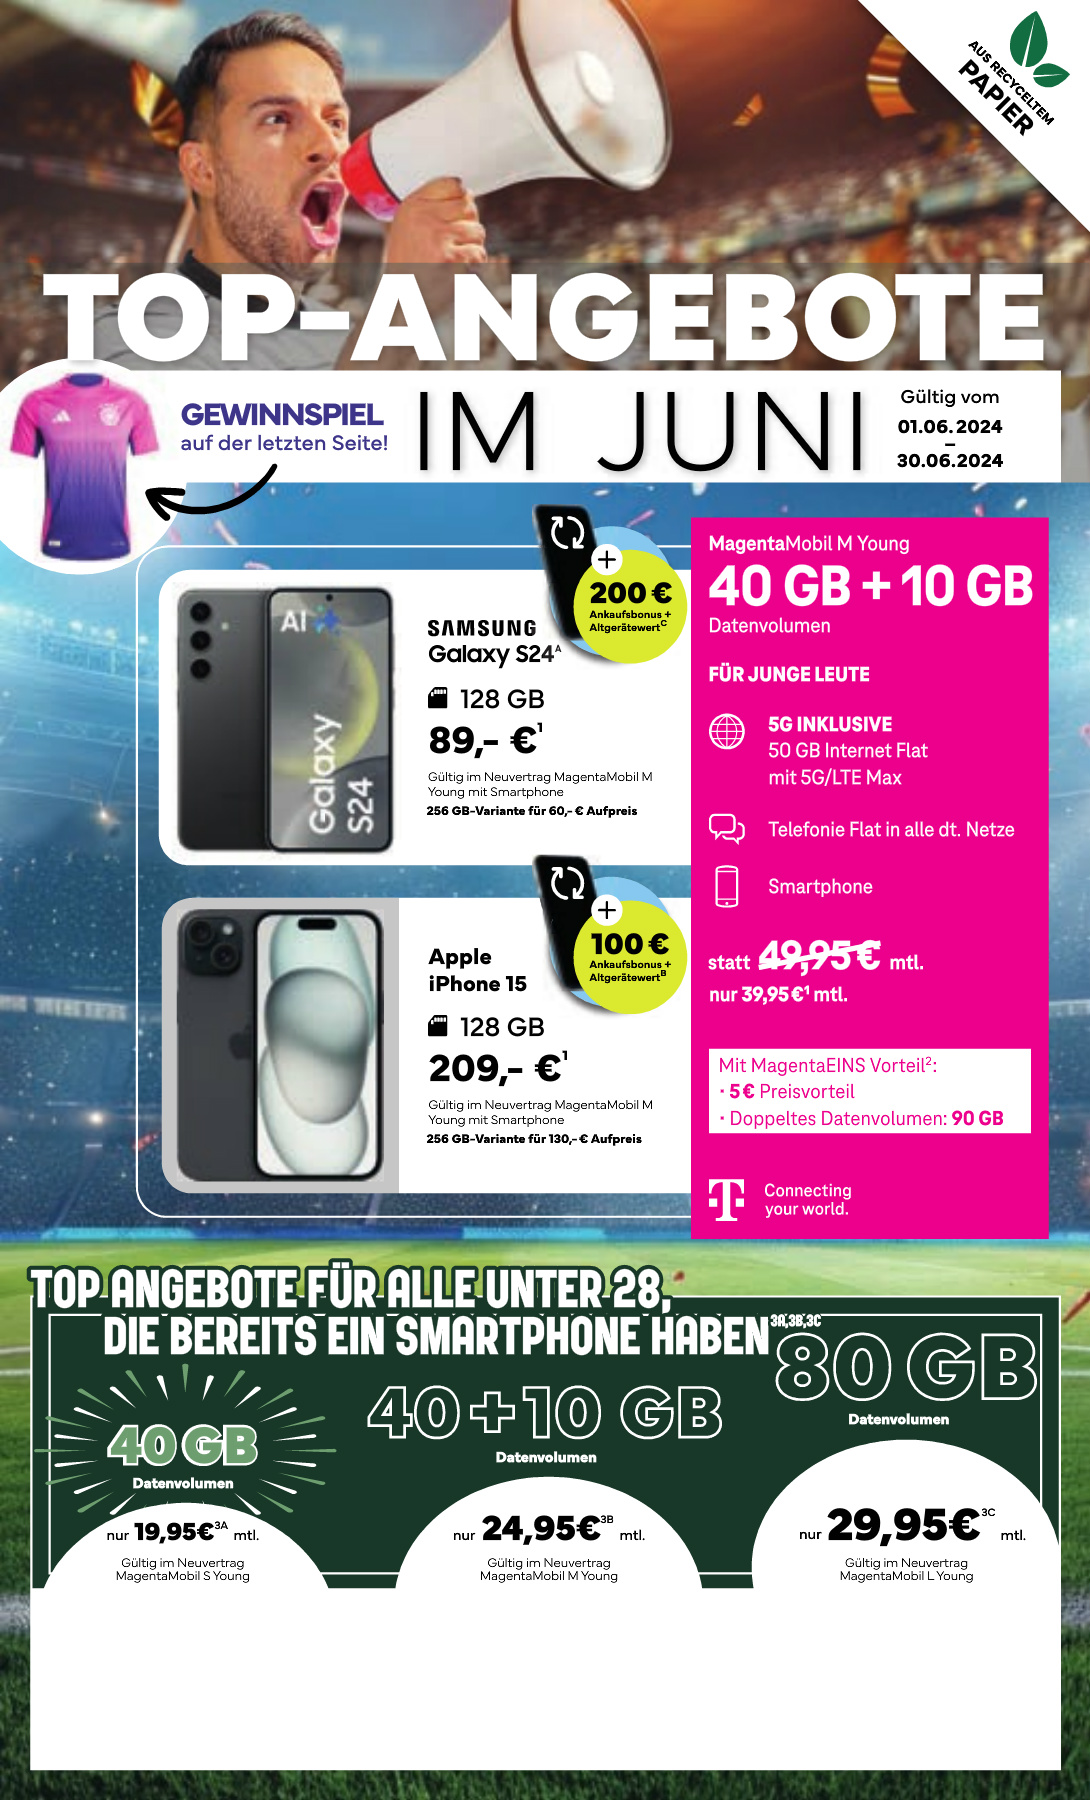 AUS RECYCELTEM
PAPIER
TOP-ANGEBOTE
GEWINNSPIEL
auf der letzten Seite!
IM JUNI
Gültig vom
01.06.2024
–
30.06.2024
AI
Galaxy
S24
SAMSUNG
Galaxy S24A
128 GB
89,- €1
Gültig im Neuvertrag MagentaMobil M
Young mit Smartphone
256 GB-Variante für 60,- € Aufpreis
+
200 €
Ankaufsbonus +
AltgerätewertC
Apple
iPhone 15
128 GB
209,- €1
Gültig im Neuvertrag MagentaMobil M
Young mit Smartphone
256 GB-Variante für 130,- € Aufpreis
+
100 €
Ankaufsbonus +
AltgerätewertB
MagentaMobil M Young
40 GB + 10 GB
Datenvolumen
FÜR JUNGE LEUTE
5G INKLUSIVE
50 GB Internet Flat
mit 5G/LTE Max
Telefonie Flat in alle dt. Netze
Smartphone
statt 49,95 € mtl.
nur 39,95 €1 mtl.
Mit MagentaEINS Vorteil2:
· 5 € Preisvorteil
· Doppeltes Datenvolumen: 90 GB
T Connecting
your world.
TOP ANGEBOTE FÜR ALLE UNTER 28,
DIE BEREITS EIN SMARTPHONE HABEN3A,3B,3C
40 GB
Datenvolumen
nur 19,95€3A mtl.
Gültig im Neuvertrag
MagentaMobil S Young
40+10 GB
Datenvolumen
nur 24,95€3B mtl.
Gültig im Neuvertrag
MagentaMobil M Young
80 GB
Datenvolumen
nur 29,95€3C mtl.
Gültig im Neuvertrag
MagentaMobil L Young